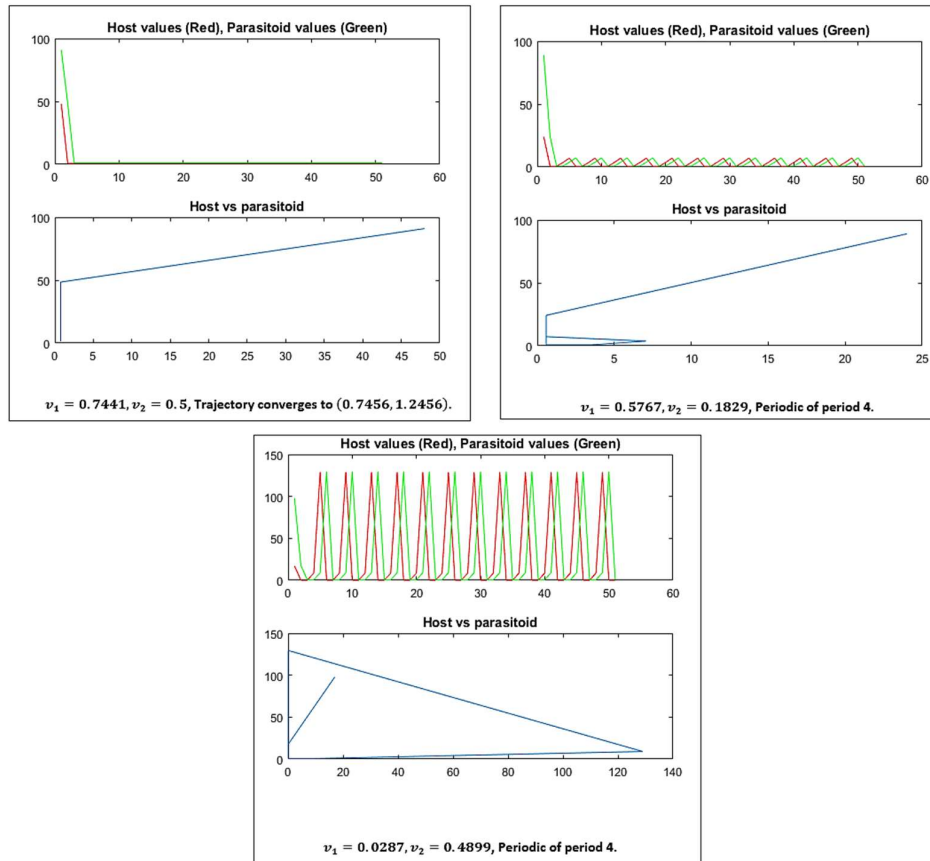 Host values (Red), Parasitoid values (Green)
100
50
0
0 10 20 30 40 50 60
Host vs parasitoid
100
50
0
0 5 10 15 20 25 30 35 40 45 50
v₁ = 0.7441, v₂ = 0.5, Trajectory converges to (0.7456, 1.2456).
Host values (Red), Parasitoid values (Green)
100
50
0
0 10 20 30 40 50 60
Host vs parasitoid
100
50
0
0 5 10 15 20 25
v₁ = 0.5767, v₂ = 0.1829, Periodic of period 4.
Host values (Red), Parasitoid values (Green)
150
100
50
0
0 10 20 30 40 50 60
Host vs parasitoid
150
100
50
0
0 20 40 60 80 100 120 140
v₁ = 0.0287, v₂ = 0.4899, Periodic of period 4.